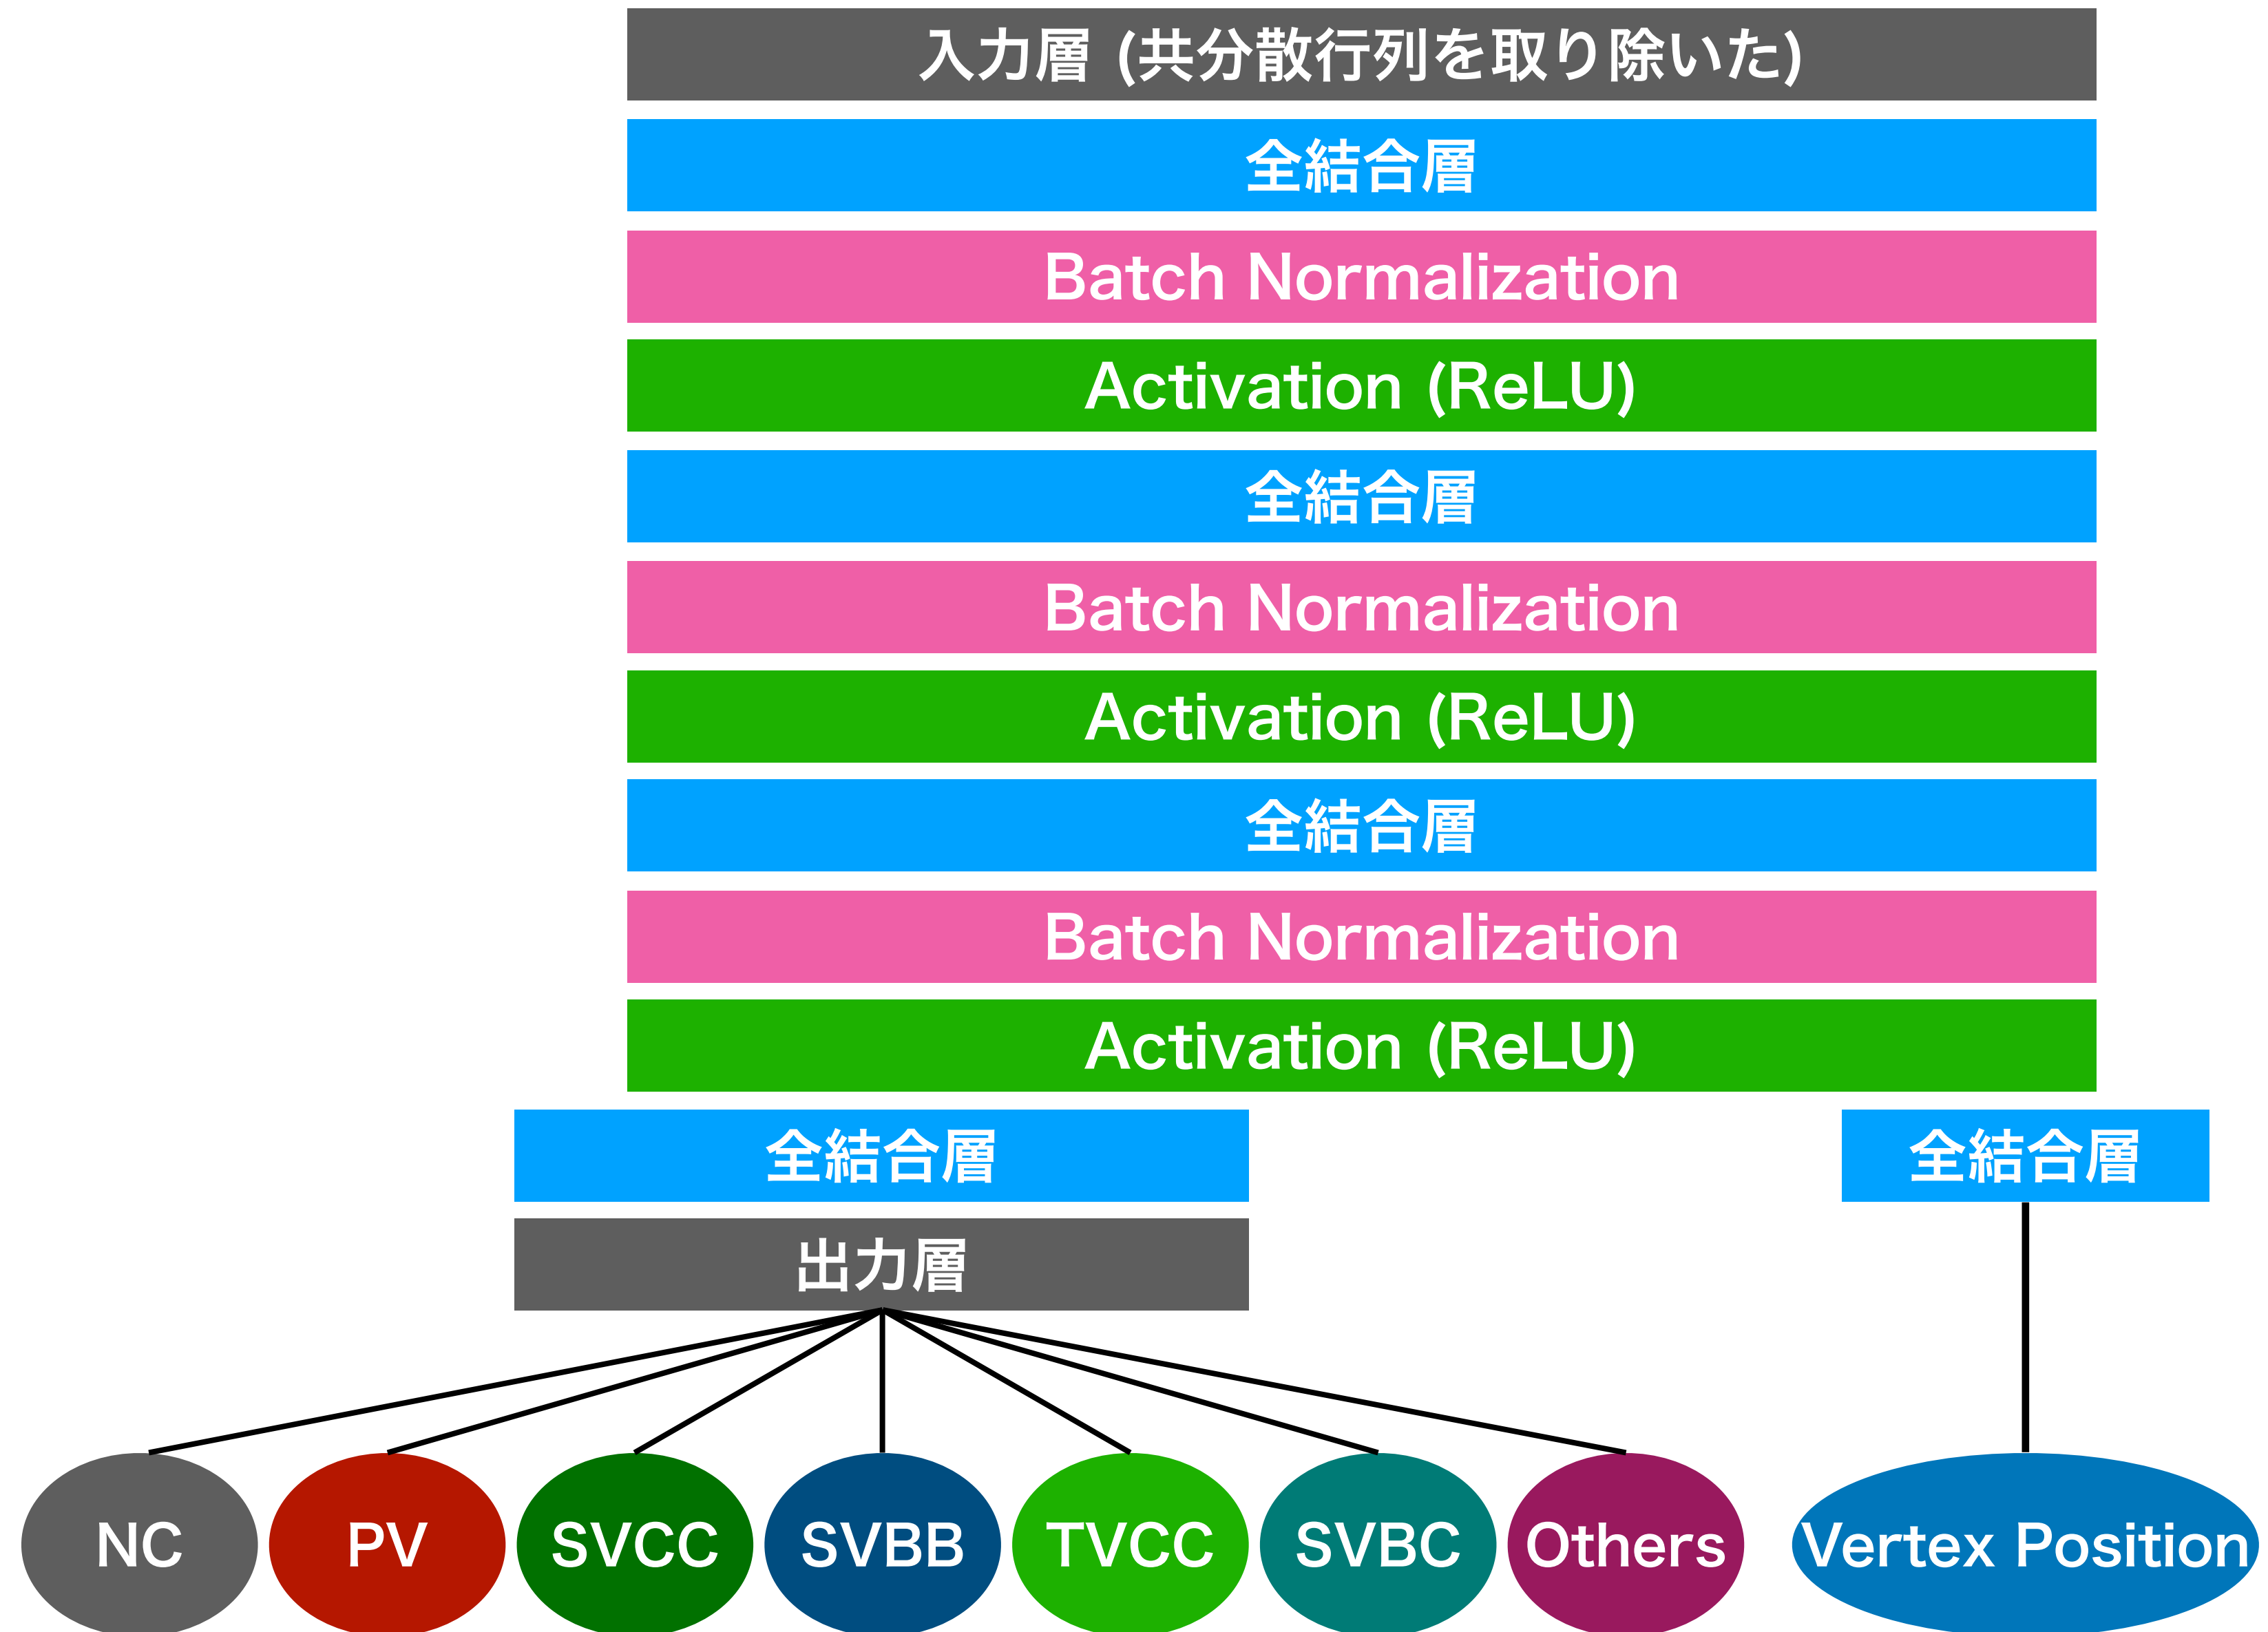 入力層 (共分散行列を取り除いた)
全結合層
Batch Normalization
Activation (ReLU)
全結合層
Batch Normalization
Activation (ReLU)
全結合層
Batch Normalization
Activation (ReLU)
全結合層
全結合層
出力層
NC
PV
SVCC
SVBB
TVCC
SVBC
Others
Vertex Position